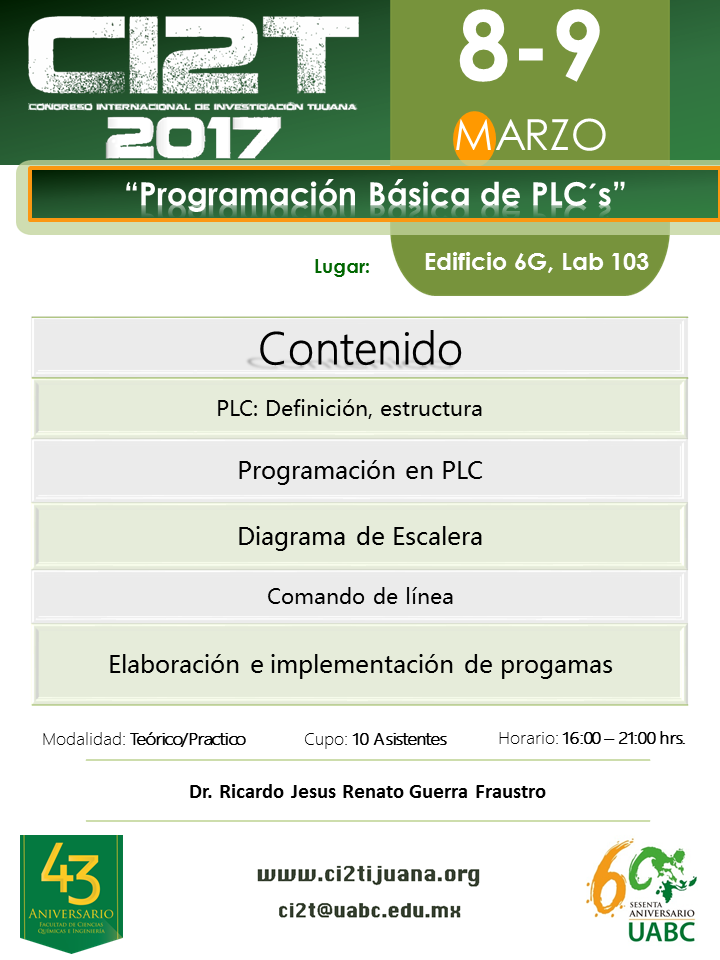 CI2T
CONGRESO INTERNACIONAL DE INVESTIGACIÓN TIJUANA
2017
8-9
MARZO
“Programación Básica de PLC´s”
Lugar:
Edificio 6G, Lab 103
Contenido
PLC: Definición, estructura
Programación en PLC
Diagrama de Escalera
Comando de línea
Elaboración e implementación de progamas
Modalidad: Teórico/Practico
Cupo: 10 Asistentes
Horario: 16:00 – 21:00 hrs.
Dr. Ricardo Jesus Renato Guerra Fraustro
43
ANIVERSARIO
FACULTAD DE CIENCIAS
QUÍMICAS E INGENIERÍA
www.ci2tijuana.org
ci2t@uabc.edu.mx
60
SESENTA
ANIVERSARIO
UABC